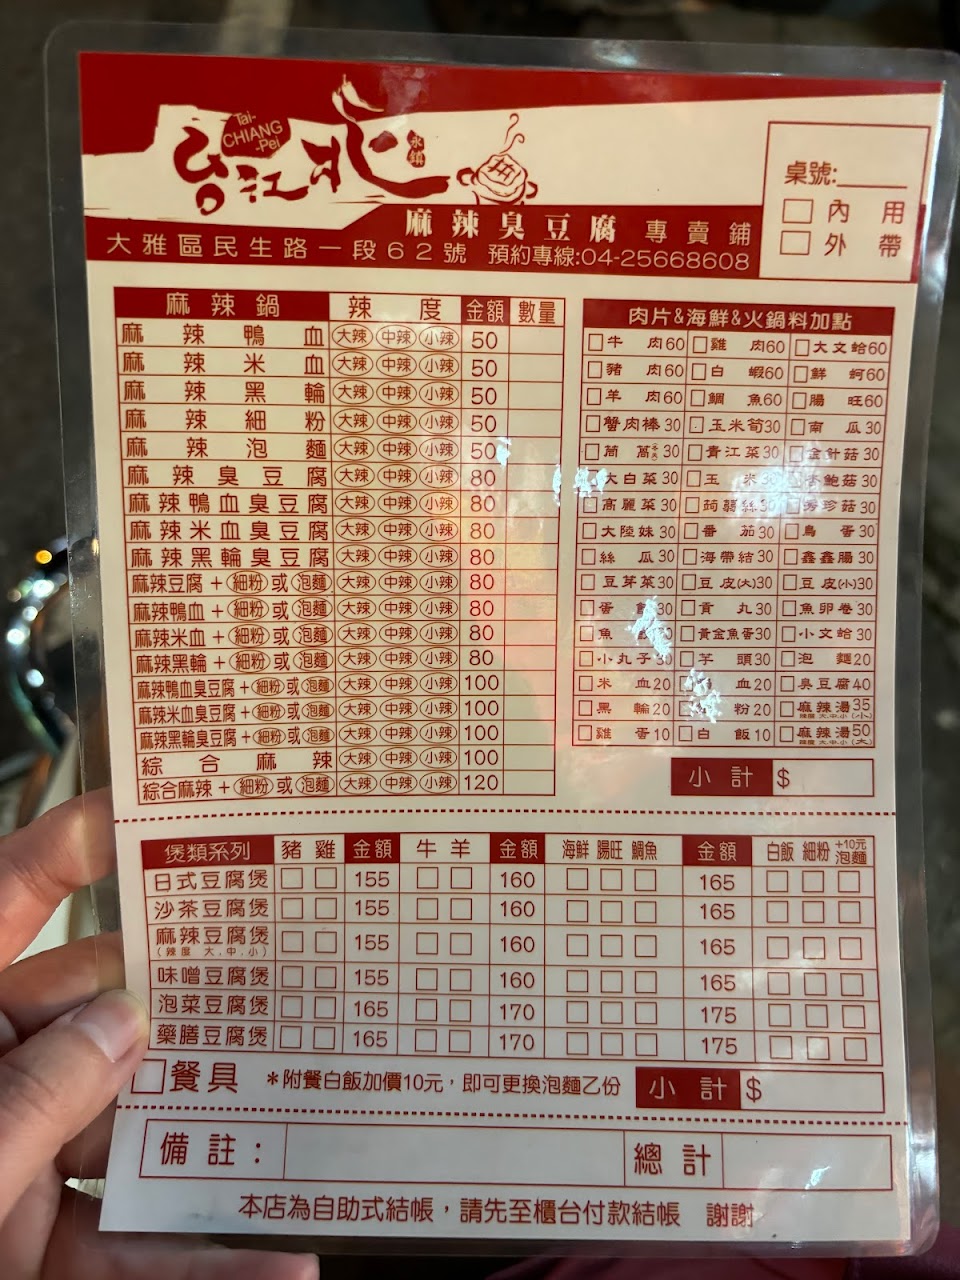 Tai-
CHIANG
-Pei
台江北
永鎮
麻辣臭豆腐 專賣鋪
大雅區民生路一段62號 預約專線:04-25668608
桌號:
內用
外帶
麻辣鍋 辣度 金額 數量
麻辣鴨血 大辣 中辣 小辣 50
麻辣米血 大辣 中辣 小辣 50
麻辣黑輪 大辣 中辣 小辣 50
麻辣細粉 大辣 中辣 小辣 50
麻辣泡麵 大辣 中辣 小辣 50
麻辣臭豆腐 大辣 中辣 小辣 80
麻辣鴨血臭豆腐 大辣 中辣 小辣 80
麻辣米血臭豆腐 大辣 中辣 小辣 80
麻辣黑輪臭豆腐 大辣 中辣 小辣 80
麻辣豆腐+細粉或泡麵 大辣 中辣 小辣 80
麻辣鴨血+細粉或泡麵 大辣 中辣 小辣 80
麻辣米血+細粉或泡麵 大辣 中辣 小辣 80
麻辣黑輪+細粉或泡麵 大辣 中辣 小辣 80
麻辣鴨血臭豆腐+細粉或泡麵 大辣 中辣 小辣 100
麻辣米血臭豆腐+細粉或泡麵 大辣 中辣 小辣 100
麻辣黑輪臭豆腐+細粉或泡麵 大辣 中辣 小辣 100
綜合麻辣 大辣 中辣 小辣 100
綜合麻辣+細粉或泡麵 大辣 中辣 小辣 120
肉片&海鮮&火鍋料加點
牛肉60 雞肉60 大文蛤60
豬肉60 白蝦60 鮮蚵60
羊肉60 鯛魚60 腸旺60
蟹肉棒30 玉米筍30 南瓜30
茼萵30 青江菜30 金針菇30
大白菜30 玉米30 杏鮑菇30
高麗菜30 蒟蒻絲30 秀珍菇30
大陸妹30 番茄30 鳥蛋30
絲瓜30 海帶結30 鑫鑫腸30
豆芽菜30 豆皮(大)30 豆皮(小)30
蛋餃30 貢丸30 魚卵卷30
魚 30 黃金魚蛋30 小文蛤30
小丸子30 芋頭30 泡麵20
米血20 血20 臭豆腐40
黑輪20 粉20 麻辣湯35
辣度 大.中.小 (小)
雞蛋10 白飯10 麻辣湯50
辣度 大.中.小 (大)
小計 $
煲類系列 豬 雞 金額 牛 羊 金額 海鮮 腸旺 鯛魚 金額 白飯 細粉 +10元泡麵
日式豆腐煲 155 160 165
沙茶豆腐煲 155 160 165
麻辣豆腐煲 155 160 165
(辣度 大.中.小)
味噌豆腐煲 155 160 165
泡菜豆腐煲 165 170 175
藥膳豆腐煲 165 170 175
餐具 *附餐白飯加價10元，即可更換泡麵乙份 小計 $
備註： 總計
本店為自助式結帳，請先至櫃台付款結帳 謝謝